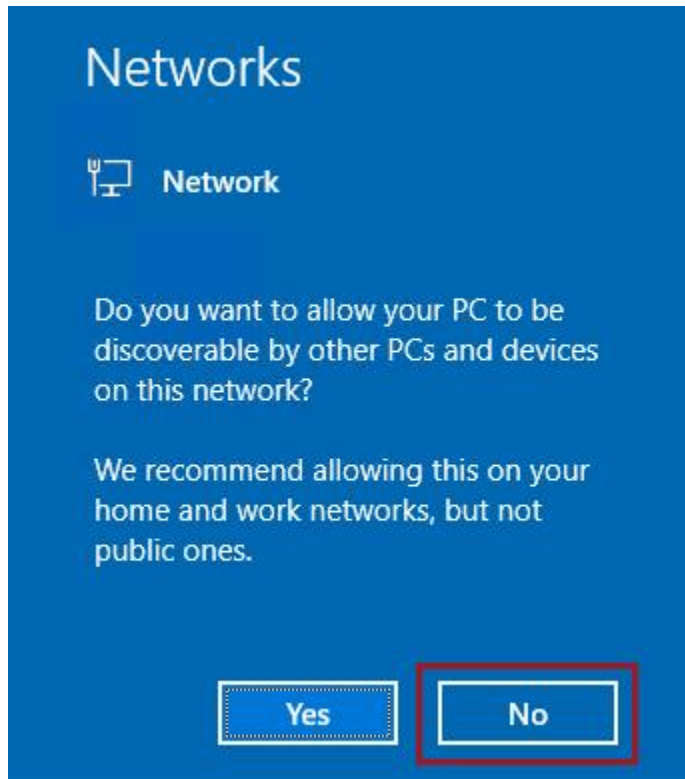 Networks
Network
Do you want to allow your PC to be
discoverable by other PCs and devices
on this network?
We recommend allowing this on your
home and work networks, but not
public ones.
Yes No